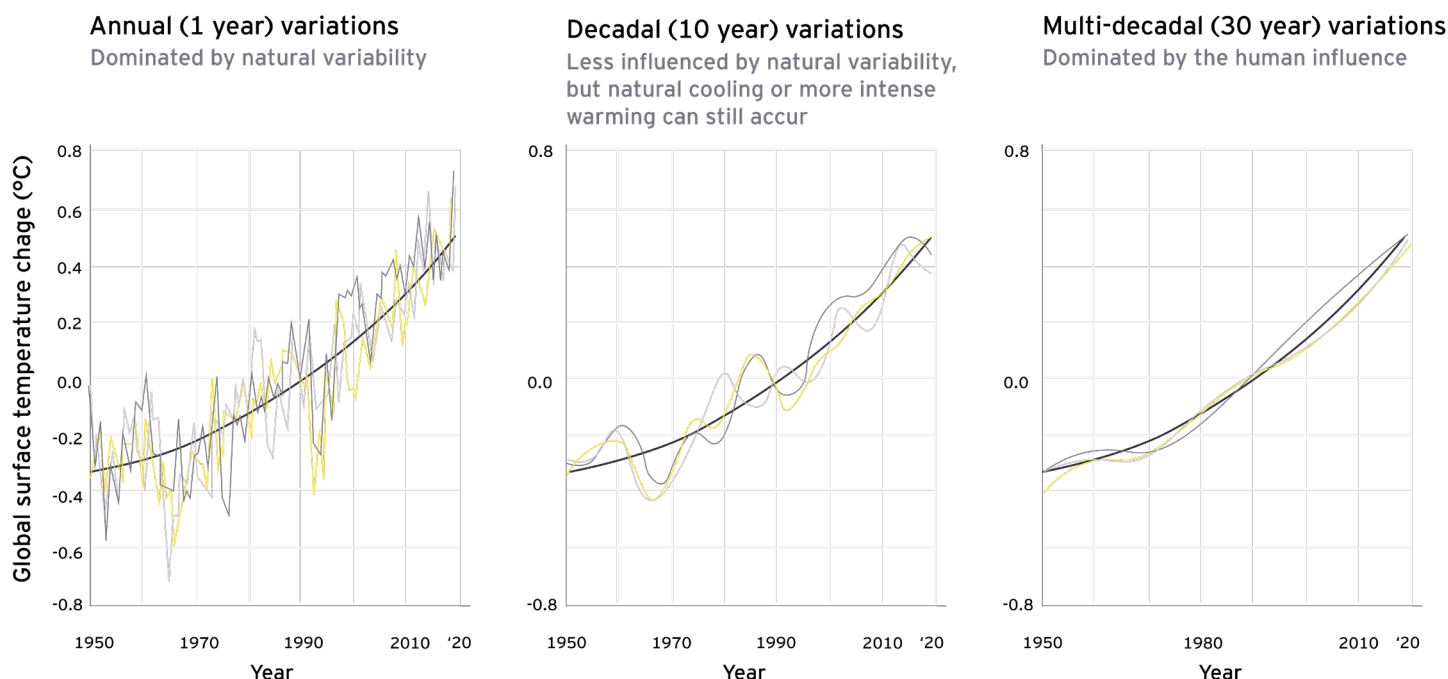 Annual (1 year) variations
Dominated by natural variability
Decadal (10 year) variations
Less influenced by natural variability,
but natural cooling or more intense
warming can still accur
Multi-decadal (30 year) variations
Dominated by the human influence
Global surface temperature chage (°C)
0.8
0.6
0.4
0.2
0.0
-0.2
-0.4
-0.6
-0.8
1950
1970
1990
2010
‘20
Year
0.8
0.0
-0.8
1950
1970
1990
2010
‘20
Year
0.8
0.0
-0.8
1950
1980
2010
‘20
Year